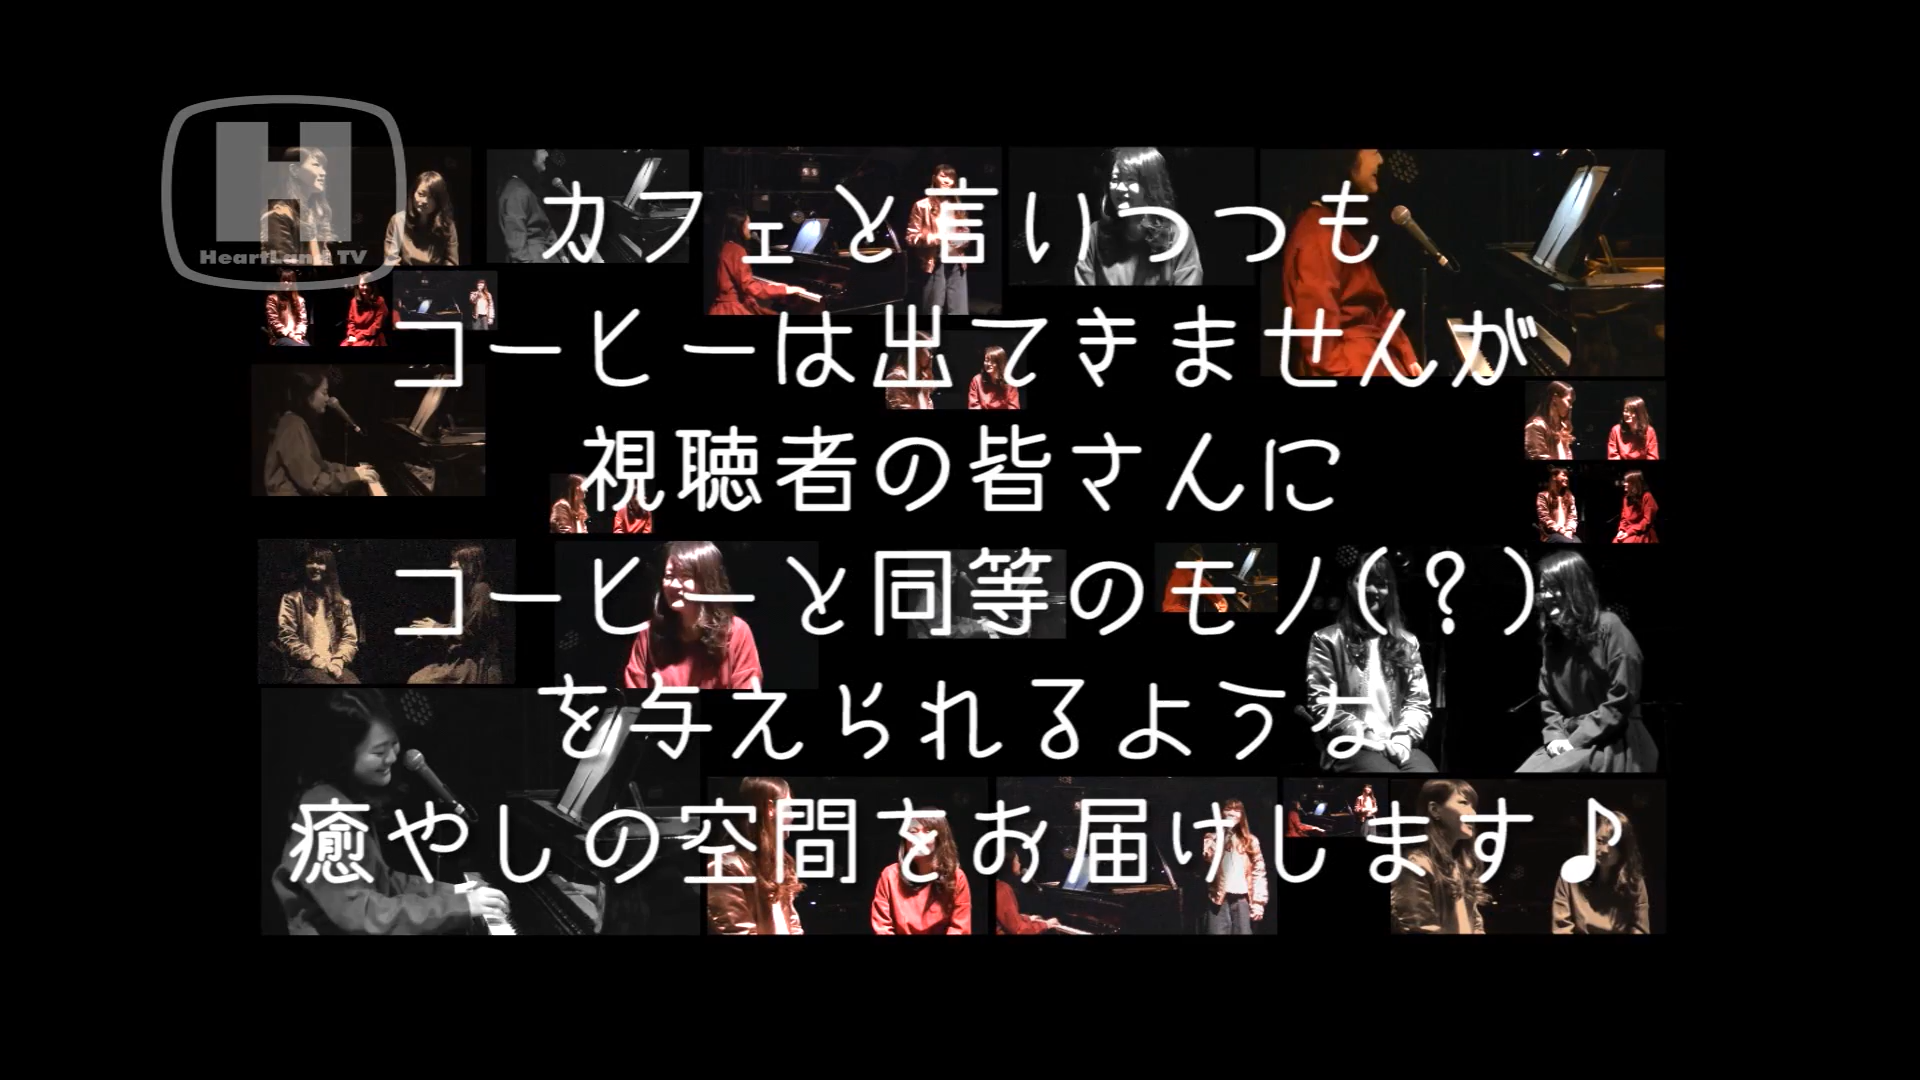 HeartLand TV
カフェと言いつつも
コーヒーは出てきませんが
視聴者の皆さんに
コーヒーと同等のモノ(?)
を与えられるような
癒やしの空間をお届けします♪